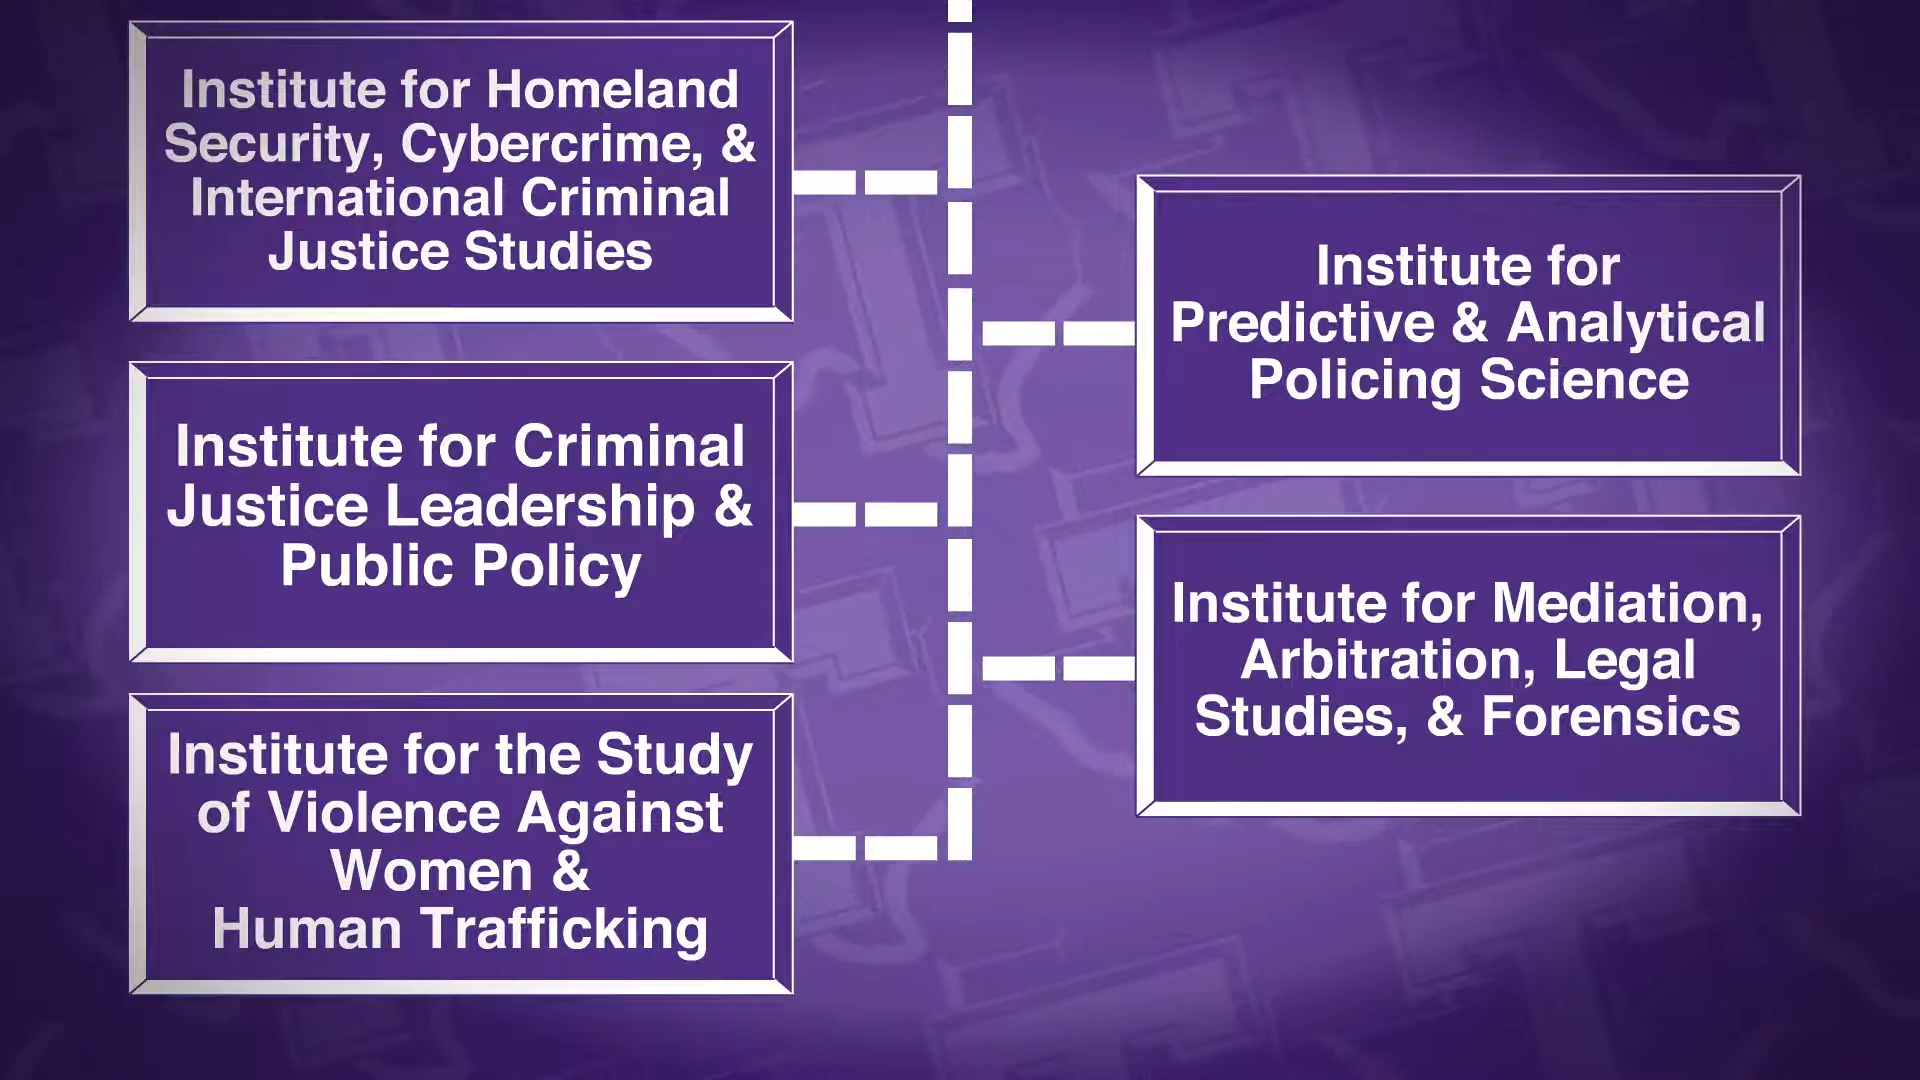 Institute for Homeland
Security, Cybercrime, &
International Criminal
Justice Studies
Institute for
Predictive & Analytical
Policing Science
Institute for Criminal
Justice Leadership &
Public Policy
Institute for Mediation,
Arbitration, Legal
Studies, & Forensics
Institute for the Study
of Violence Against
Women &
Human Trafficking